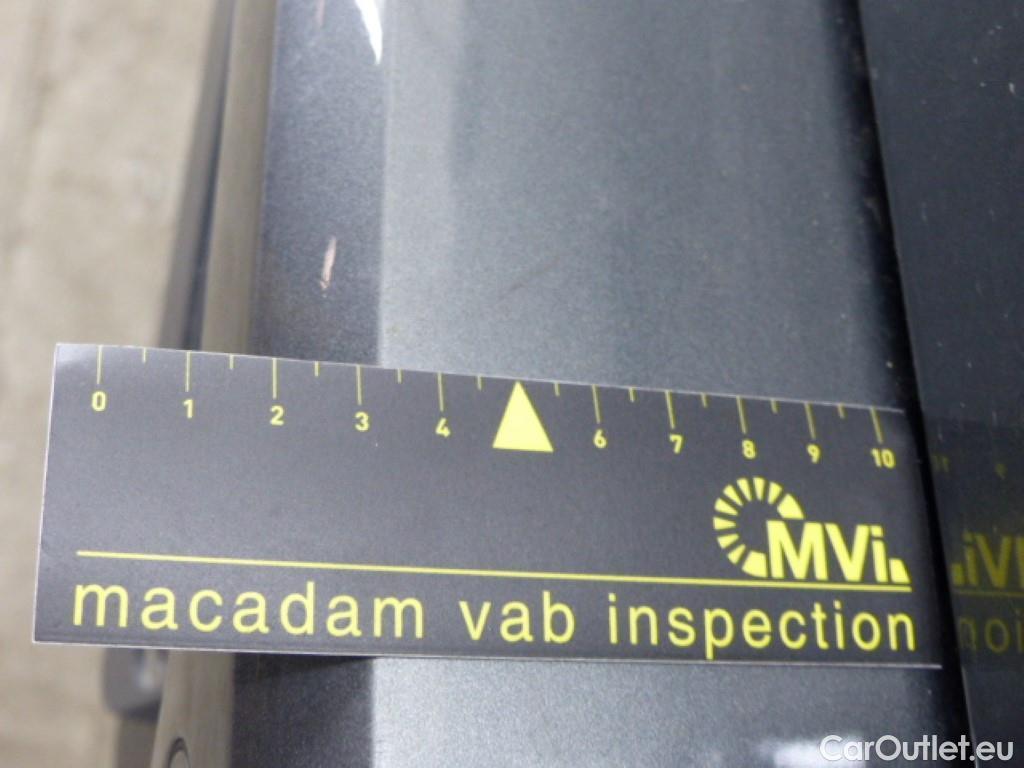 0 1 2 3 4 6 7 8 9 10
MVi
macadam vab inspection
CarOutlet.eu